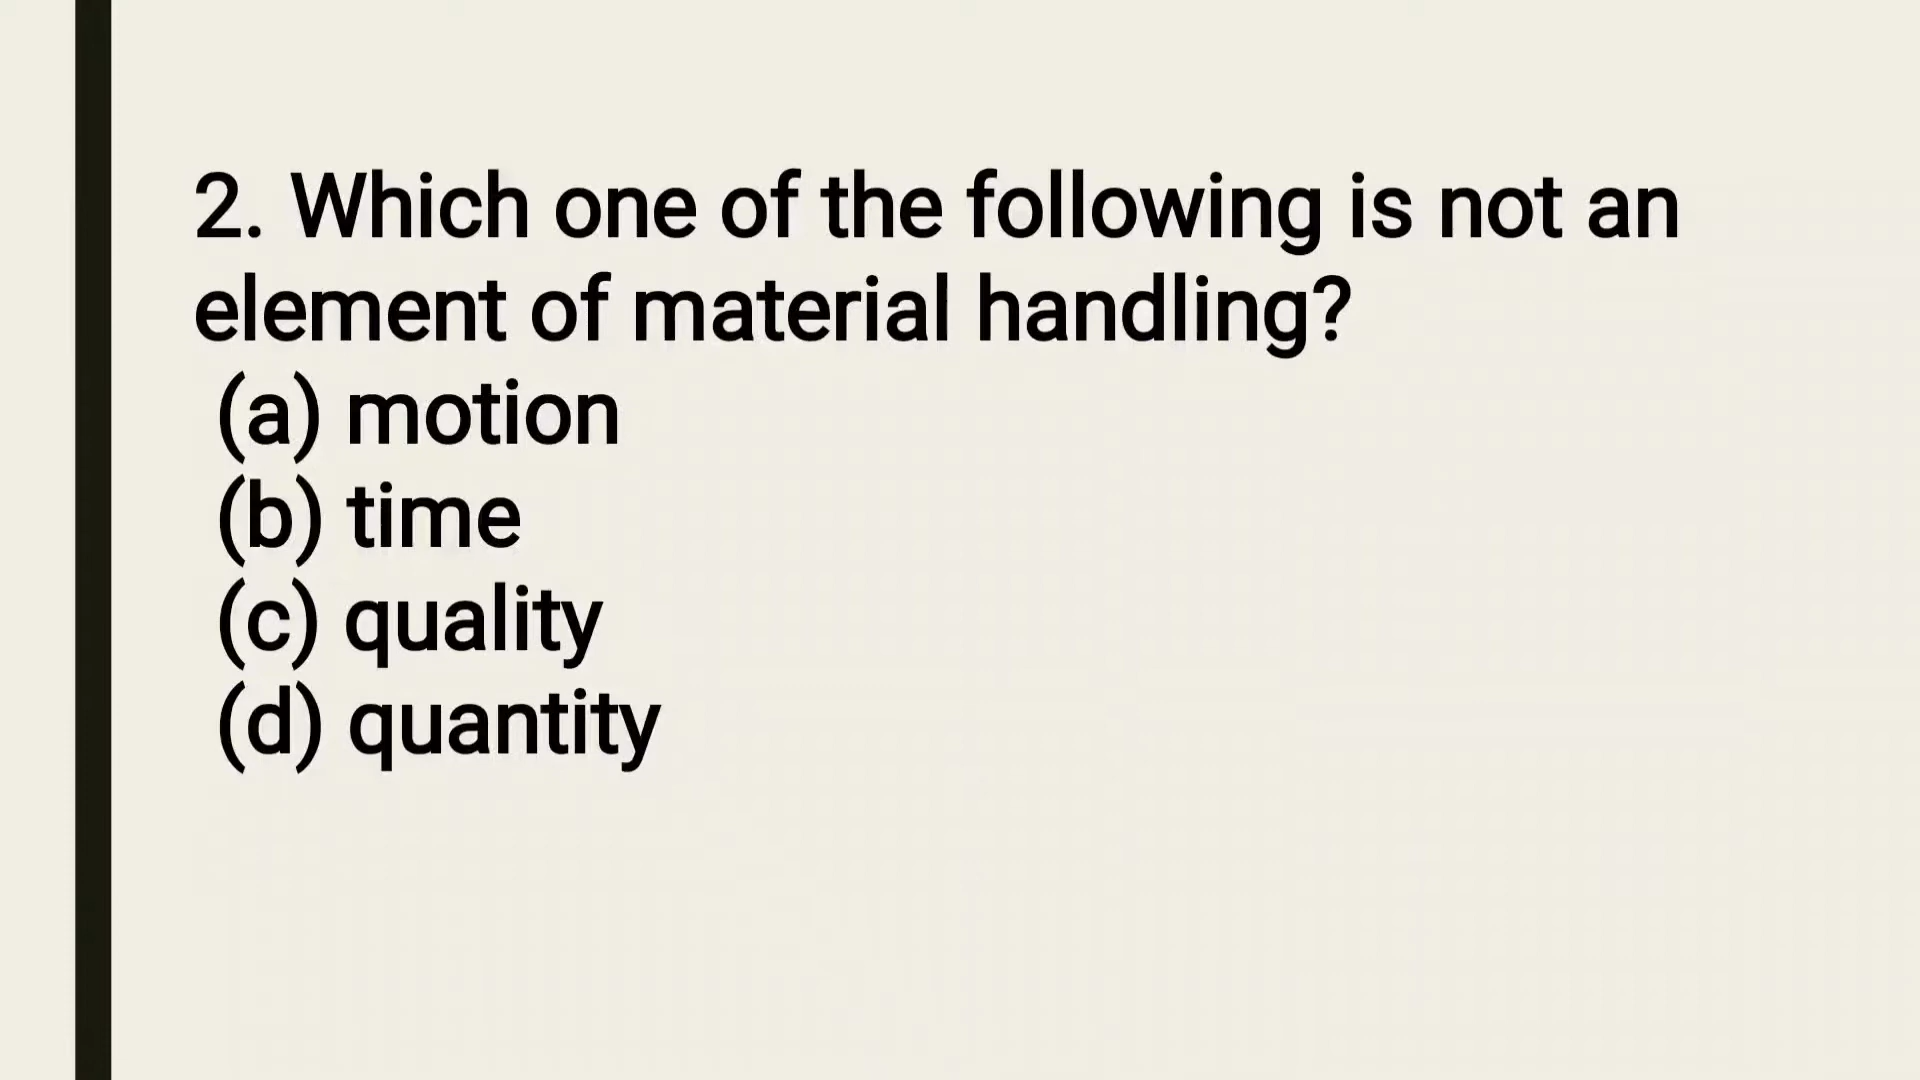 2. Which one of the following is not an
element of material handling?
(a) motion
(b) time
(c) quality
(d) quantity